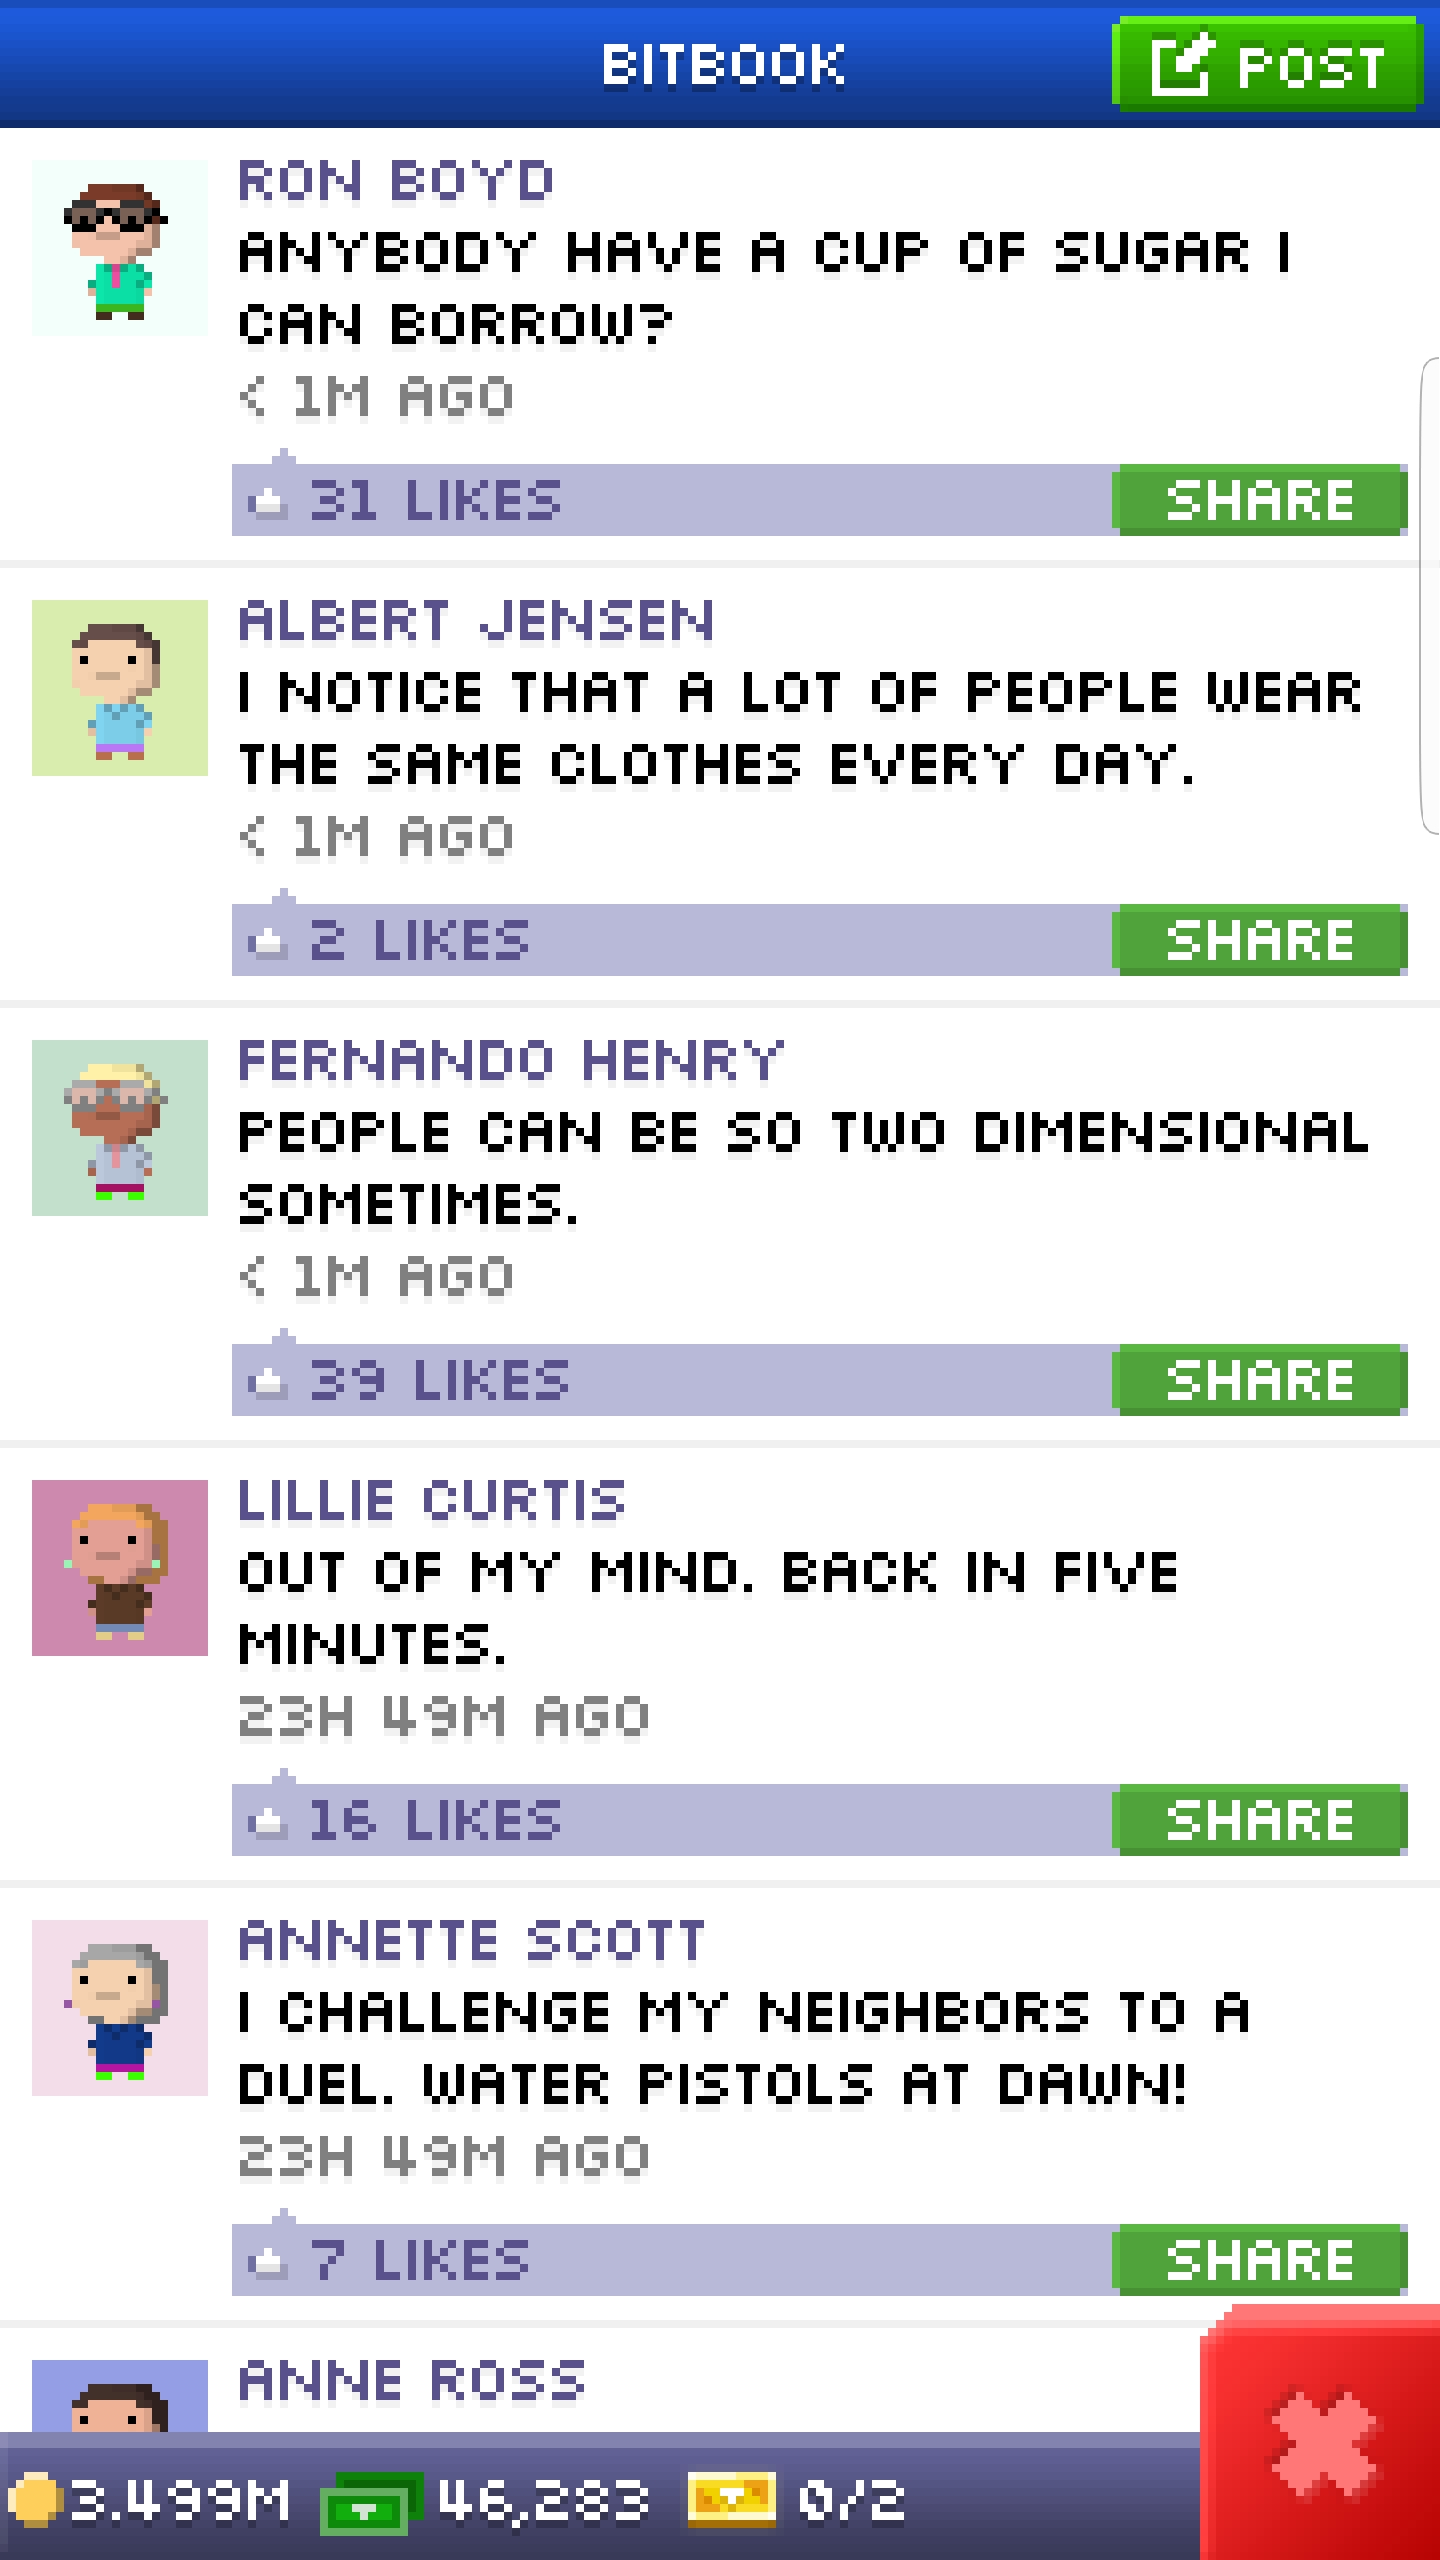 BITBOOK
POST
RON BOYD
ANYBODY HAVE A CUP OF SUGAR I
CAN BORROW?
< 1M AGO
31 LIKES
SHARE
ALBERT JENSEN
I NOTICE THAT A LOT OF PEOPLE WEAR
THE SAME CLOTHES EVERY DAY.
< 1M AGO
2 LIKES
SHARE
FERNANDO HENRY
PEOPLE CAN BE SO TWO DIMENSIONAL
SOMETIMES.
< 1M AGO
39 LIKES
SHARE
LILLIE CURTIS
OUT OF MY MIND. BACK IN FIVE
MINUTES.
23H 49M AGO
16 LIKES
SHARE
ANNETTE SCOTT
I CHALLENGE MY NEIGHBORS TO A
DUEL. WATER PISTOLS AT DAWN!
23H 49M AGO
7 LIKES
SHARE
ANNE ROSS
3.499M
46,283
0/2